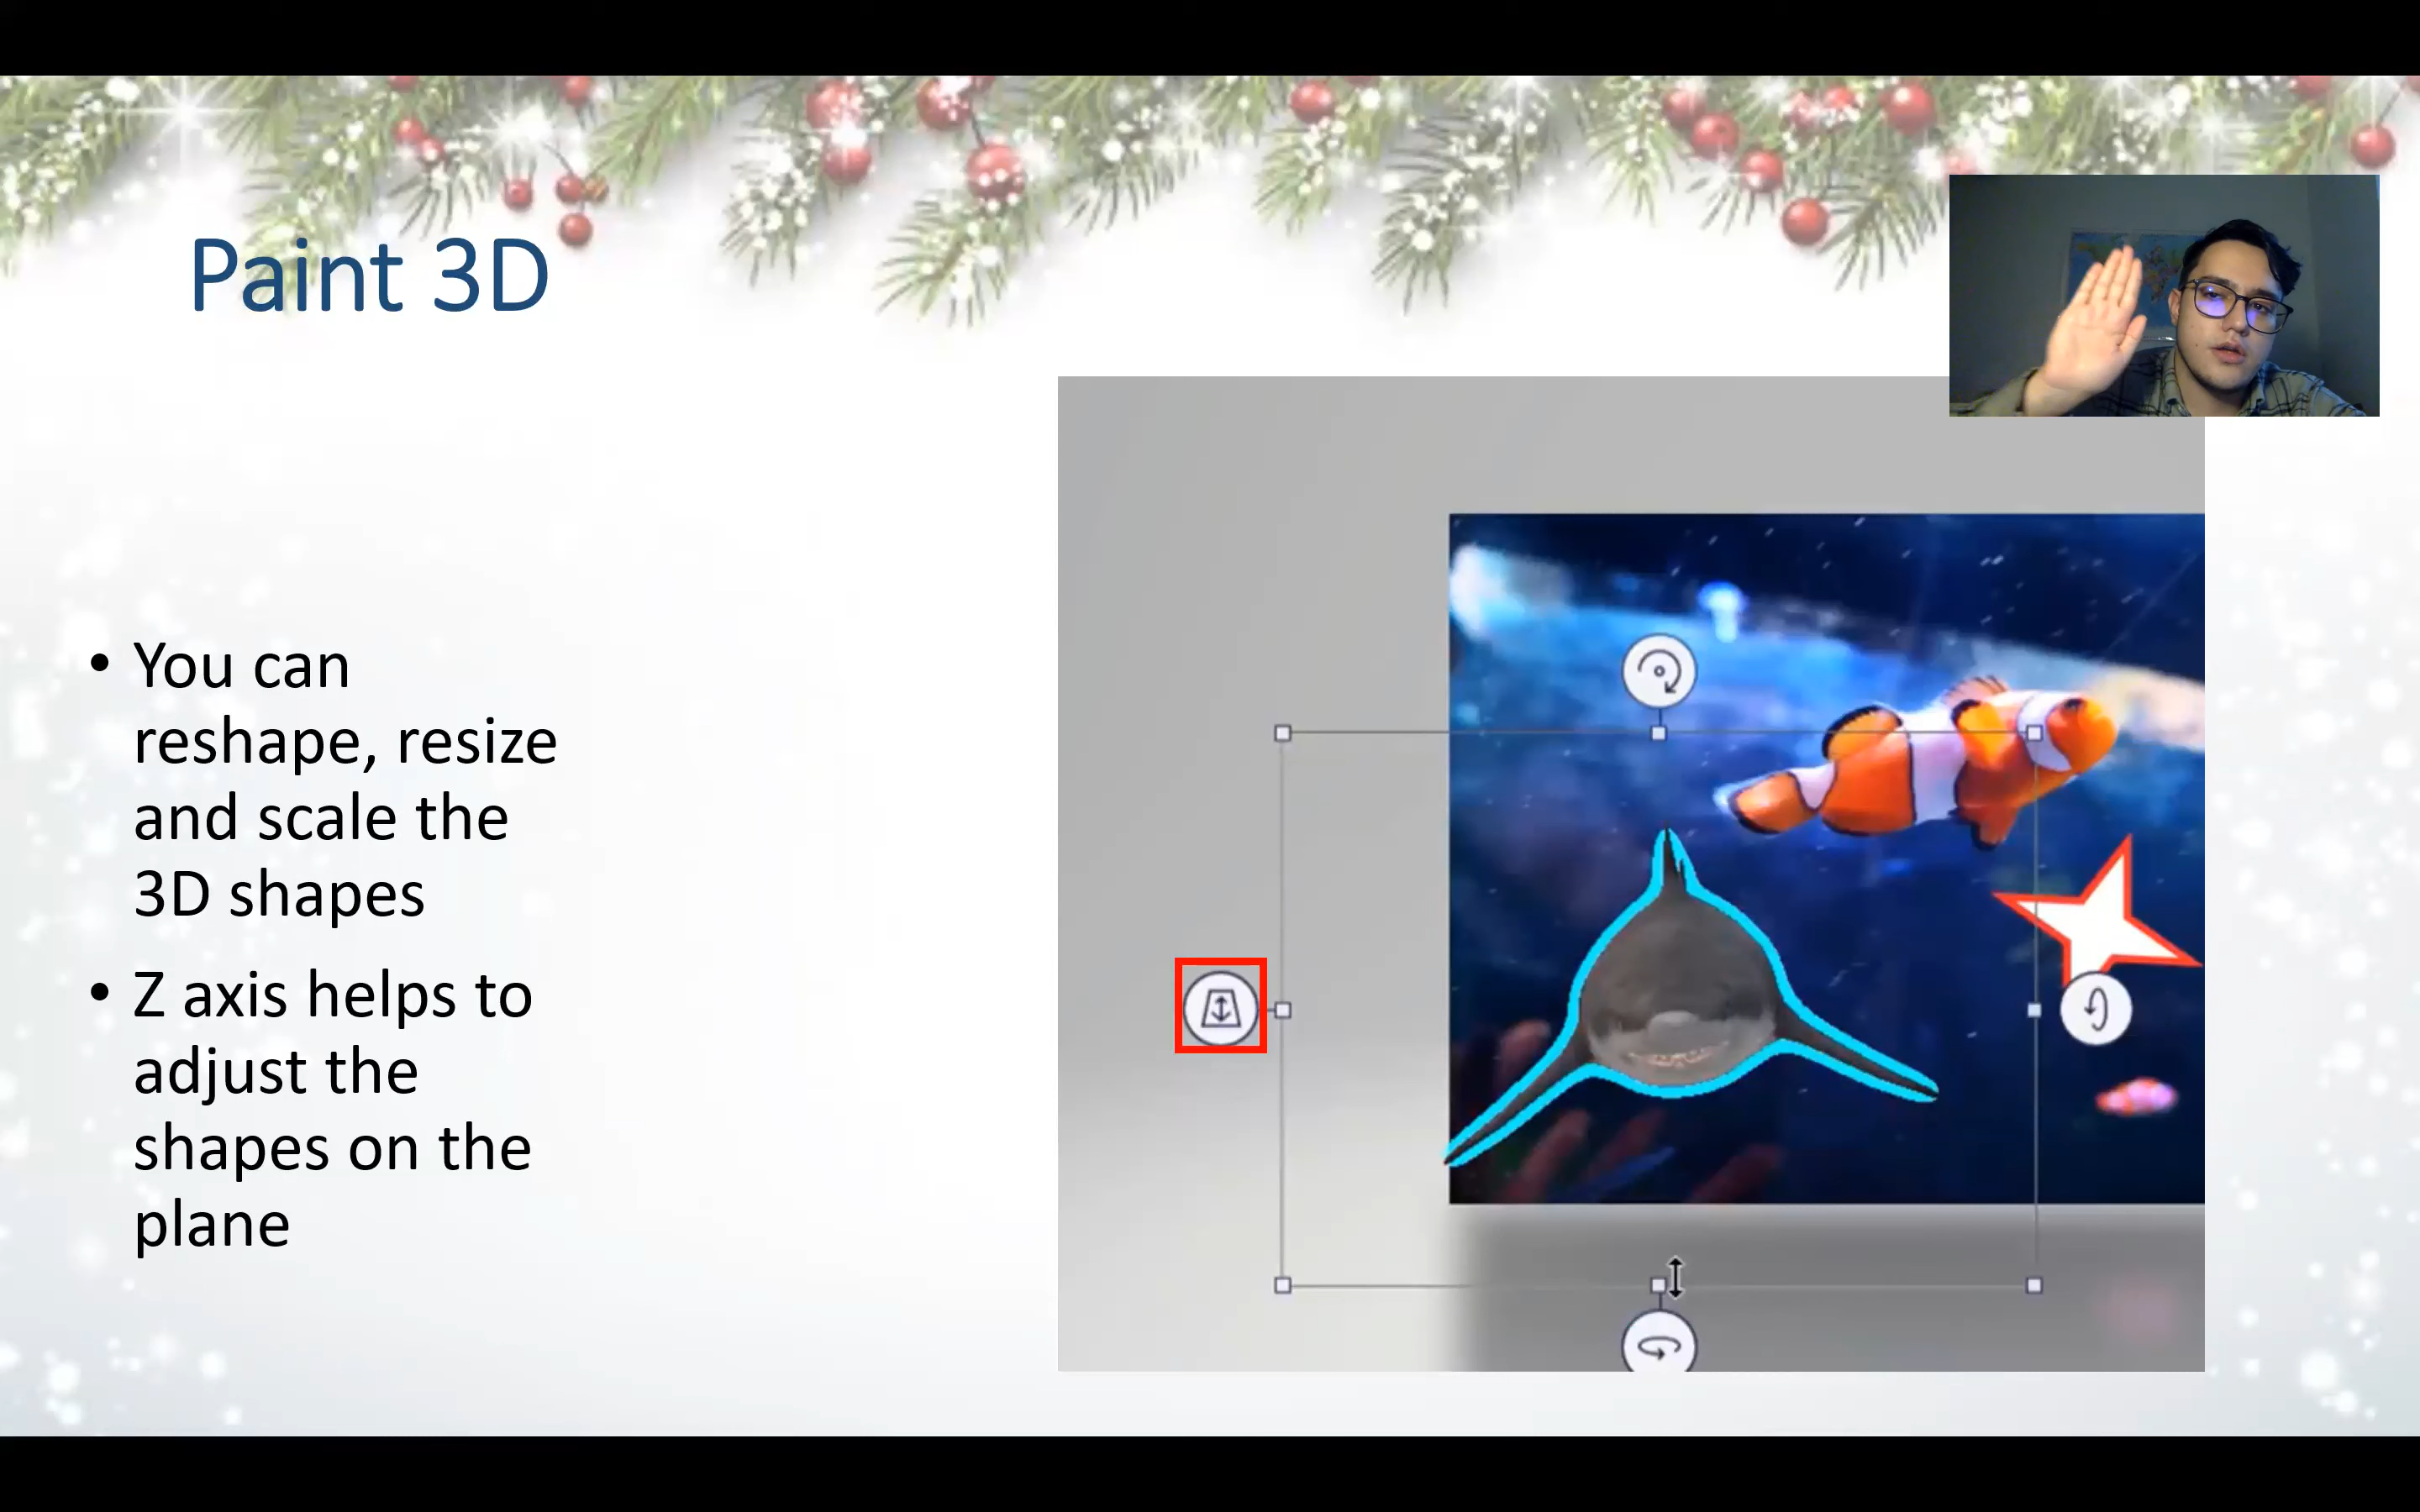 Paint 3D
• You can
reshape, resize
and scale the
3D shapes
• Z axis helps to
adjust the
shapes on the
plane